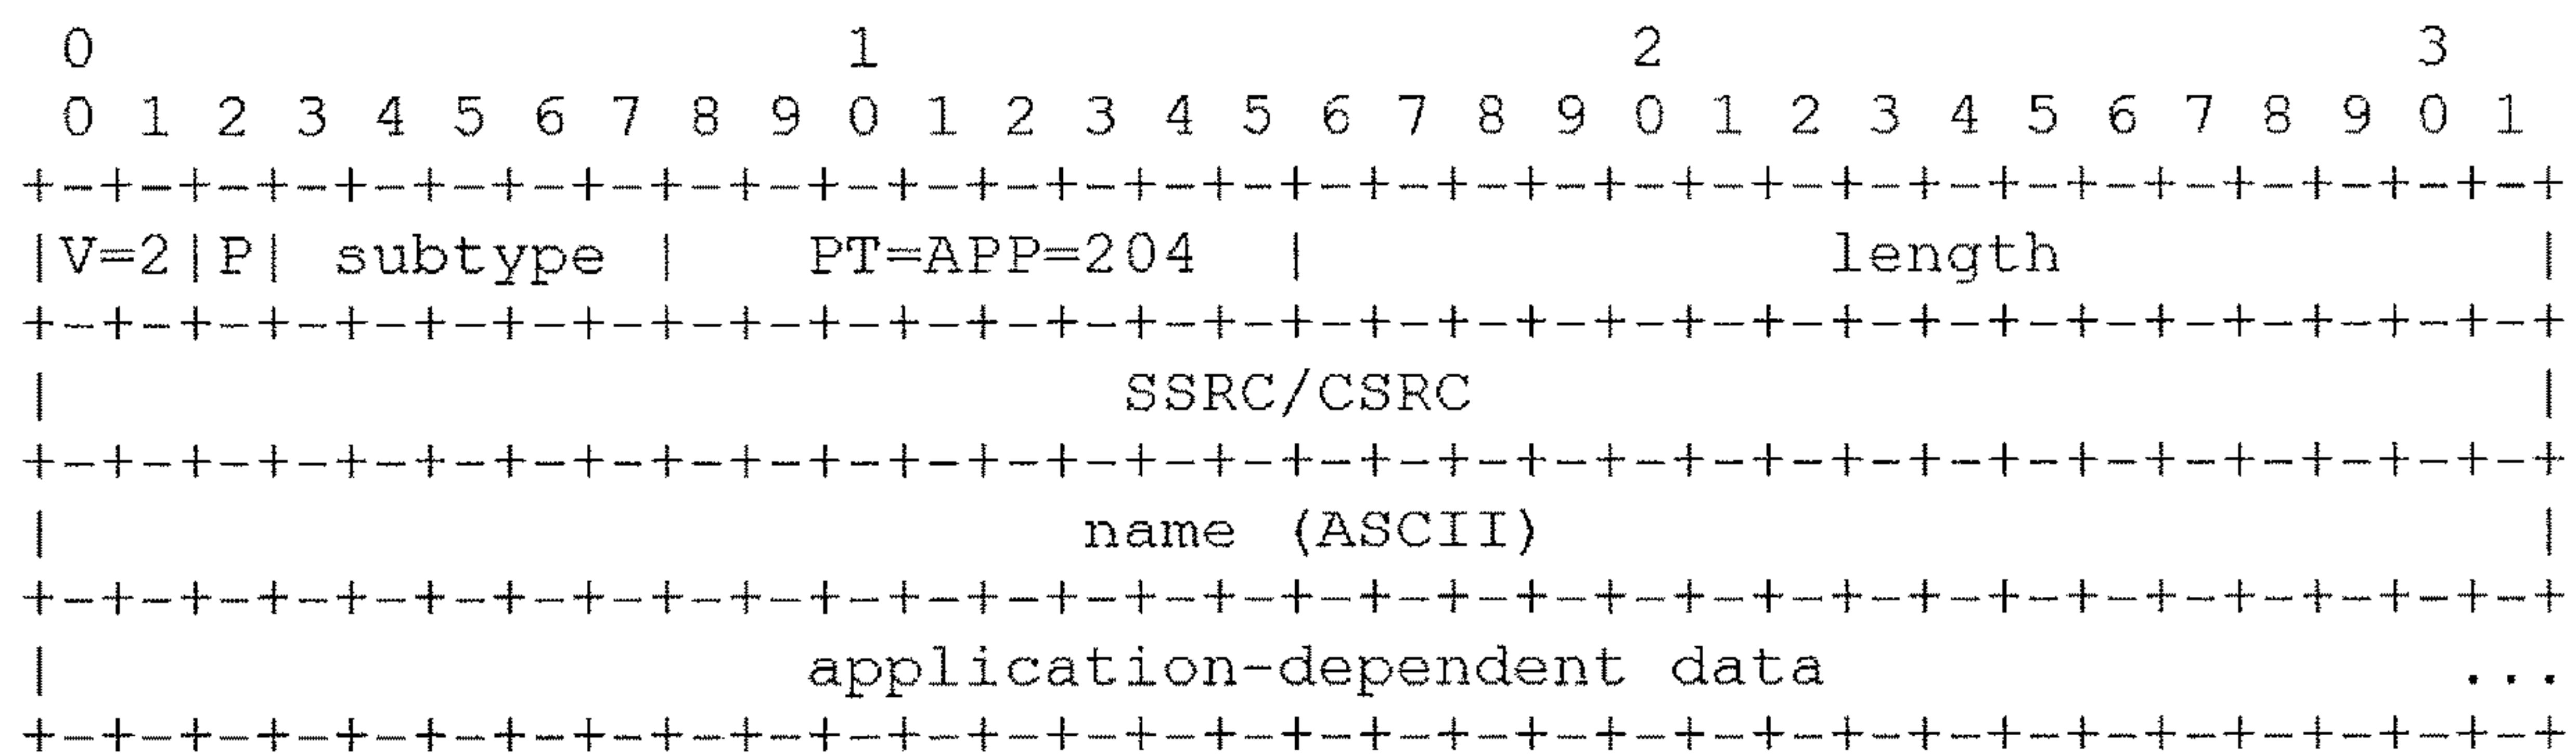 0                   1                   2                   3
 0 1 2 3 4 5 6 7 8 9 0 1 2 3 4 5 6 7 8 9 0 1 2 3 4 5 6 7 8 9 0 1
+-+-+-+-+-+-+-+-+-+-+-+-+-+-+-+-+-+-+-+-+-+-+-+-+-+-+-+-+-+-+-+-+
|V=2|P| subtype |   PT=APP=204  |             length            |
+-+-+-+-+-+-+-+-+-+-+-+-+-+-+-+-+-+-+-+-+-+-+-+-+-+-+-+-+-+-+-+-+
|                           SSRC/CSRC                           |
+-+-+-+-+-+-+-+-+-+-+-+-+-+-+-+-+-+-+-+-+-+-+-+-+-+-+-+-+-+-+-+-+
|                          name (ASCII)                         |
+-+-+-+-+-+-+-+-+-+-+-+-+-+-+-+-+-+-+-+-+-+-+-+-+-+-+-+-+-+-+-+-+
|                   application-dependent data                ...
+-+-+-+-+-+-+-+-+-+-+-+-+-+-+-+-+-+-+-+-+-+-+-+-+-+-+-+-+-+-+-+-+